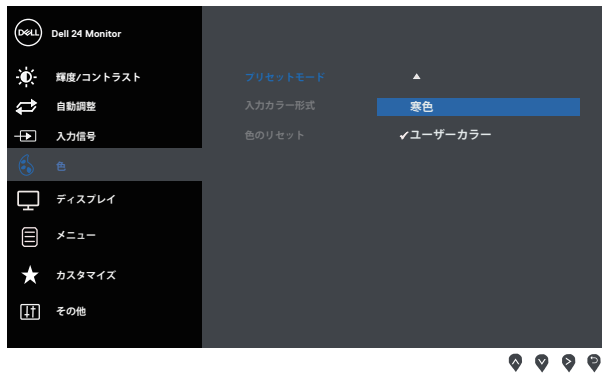 DELL Dell 24 Monitor
輝度/コントラスト プリセットモード
自動調整 入力カラー形式 寒色
入力信号 色のリセット ✓ユーザーカラー
色
ディスプレイ
メニュー
カスタマイズ
その他